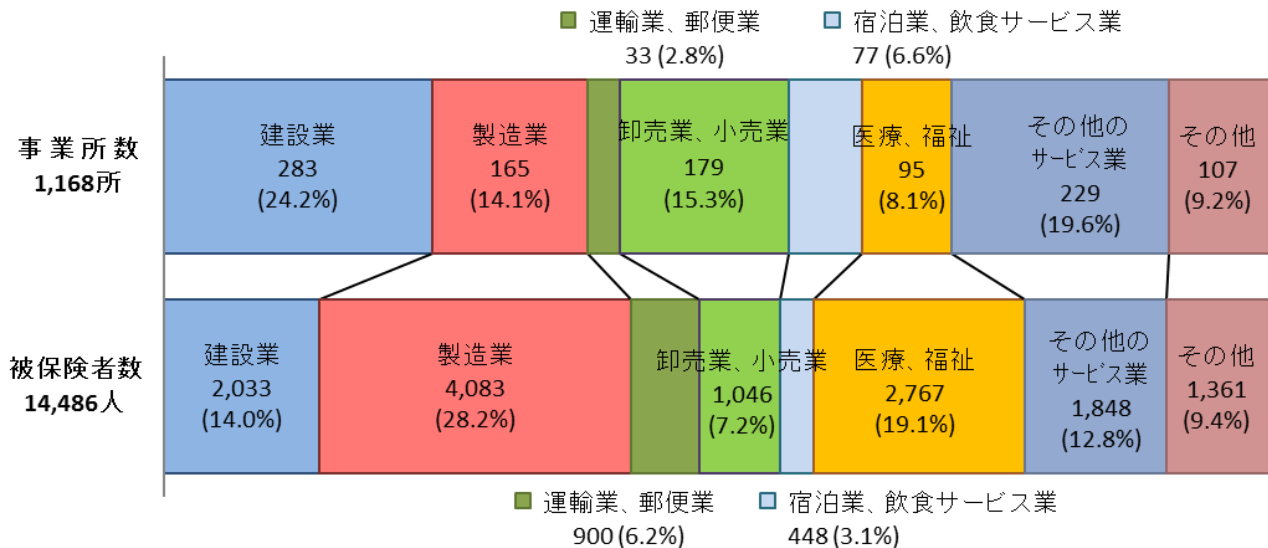 運輸業、郵便業
33 (2.8%)
宿泊業、飲食サービス業
77 (6.6%)
事業所数
1,168所
建設業
283
(24.2%)
製造業
165
(14.1%)
卸売業、小売業
179
(15.3%)
医療、福祉
95
(8.1%)
その他の
サービス業
229
(19.6%)
その他
107
(9.2%)
被保険者数
14,486人
建設業
2,033
(14.0%)
製造業
4,083
(28.2%)
卸売業、小売業
1,046
(7.2%)
医療、福祉
2,767
(19.1%)
その他の
サービス業
1,848
(12.8%)
その他
1,361
(9.4%)
運輸業、郵便業
900 (6.2%)
宿泊業、飲食サービス業
448 (3.1%)